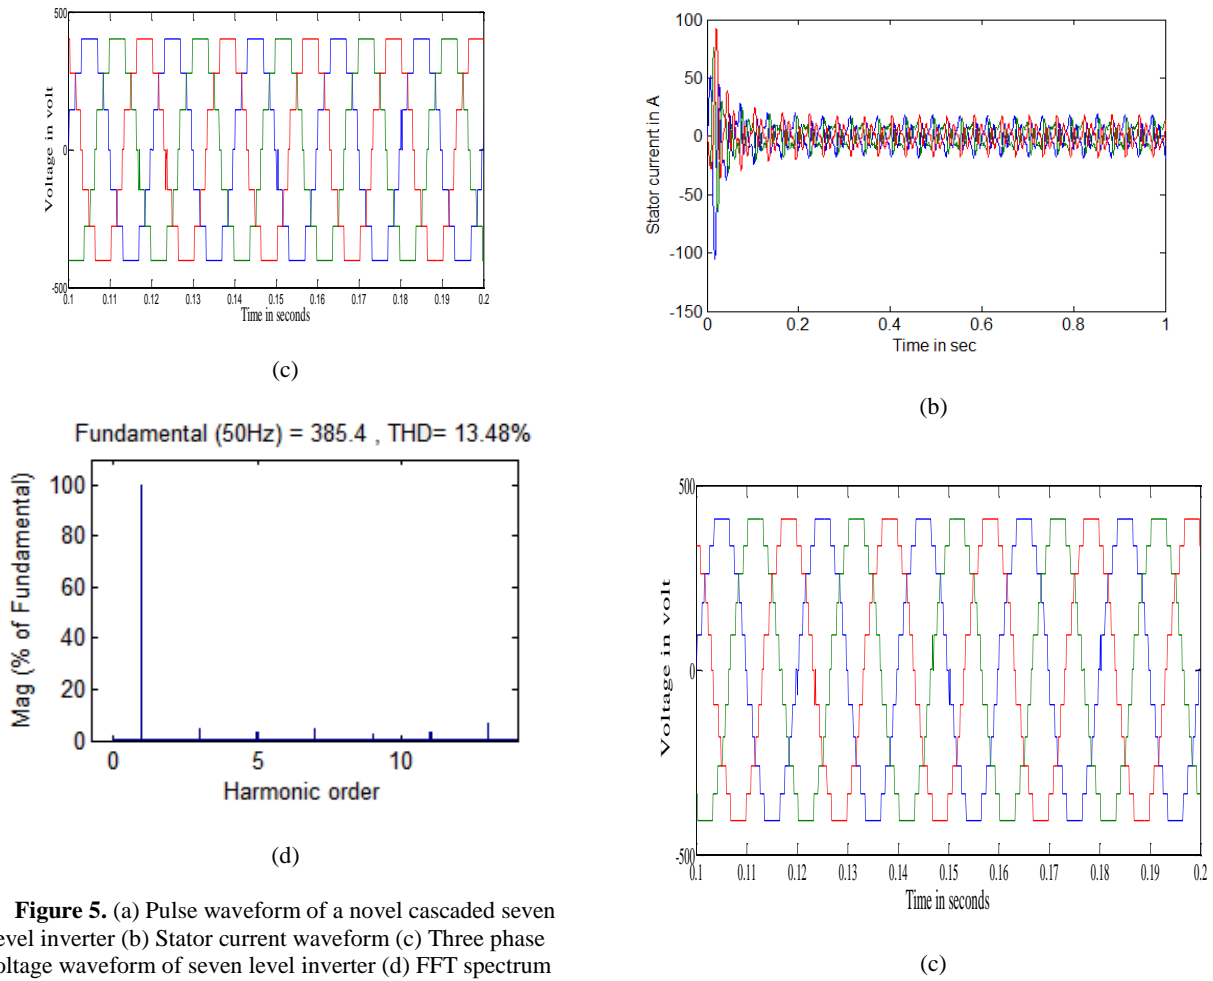 500
0
-500
Voltage in volt
0.1 0.11 0.12 0.13 0.14 0.15 0.16 0.17 0.18 0.19 0.2
Time in seconds
(c)
Fundamental (50Hz) = 385.4 , THD= 13.48%
100
80
60
40
20
0
Mag (% of Fundamental)
0 5 10
Harmonic order
(d)
Figure 5. (a) Pulse waveform of a novel cascaded seven
evel inverter (b) Stator current waveform (c) Three phase
oltage waveform of seven level inverter (d) FFT spectrum
100
50
0
-50
-100
-150
Stator current in A
0 0.2 0.4 0.6 0.8 1
Time in sec
(b)
500
0
-500
Voltage in volt
0.1 0.11 0.12 0.13 0.14 0.15 0.16 0.17 0.18 0.19 0.2
Time in seconds
(c)